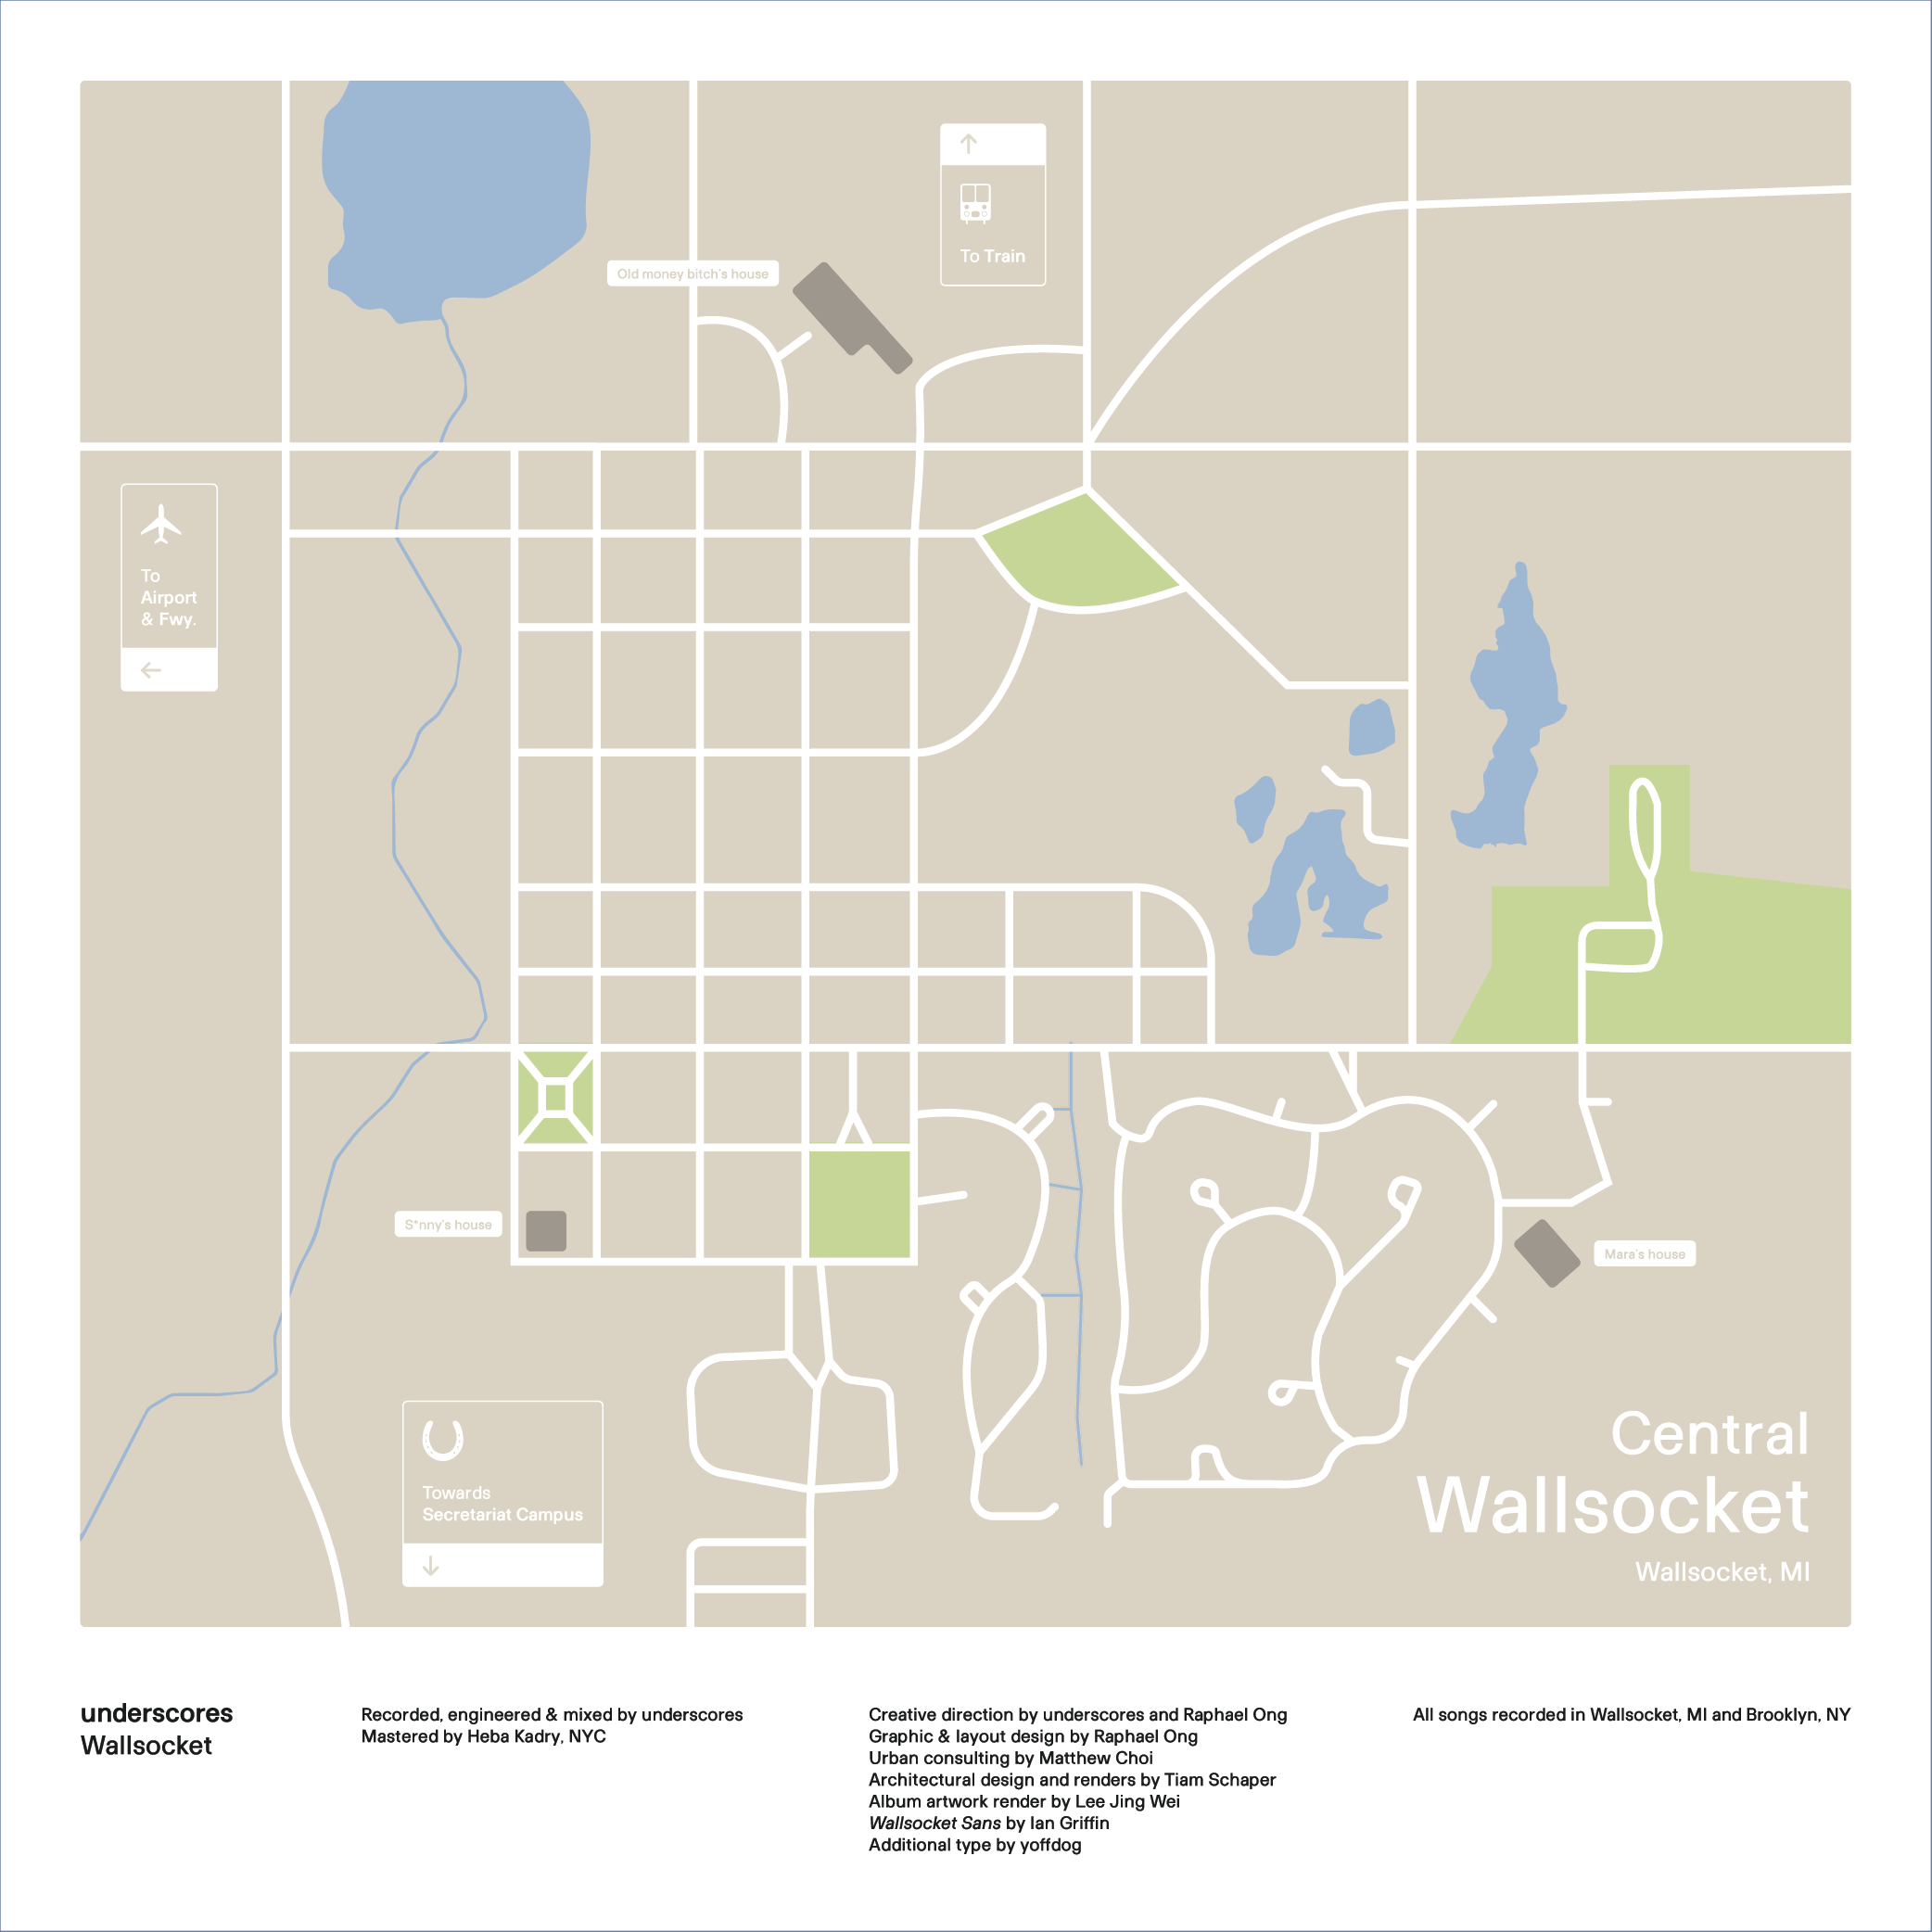 To Train
Old money bitch's house
To
Airport
& Fwy.
S*nny's house
Mara's house
Towards
Secretariat Campus
Central
Wallsocket
Wallsocket, MI
underscores
Wallsocket
Recorded, engineered & mixed by underscores
Mastered by Heba Kadry, NYC
Creative direction by underscores and Raphael Ong
Graphic & layout design by Raphael Ong
Urban consulting by Matthew Choi
Architectural design and renders by Tiam Schaper
Album artwork render by Lee Jing Wei
Wallsocket Sans by Ian Griffin
Additional type by yoffdog
All songs recorded in Wallsocket, MI and Brooklyn, NY